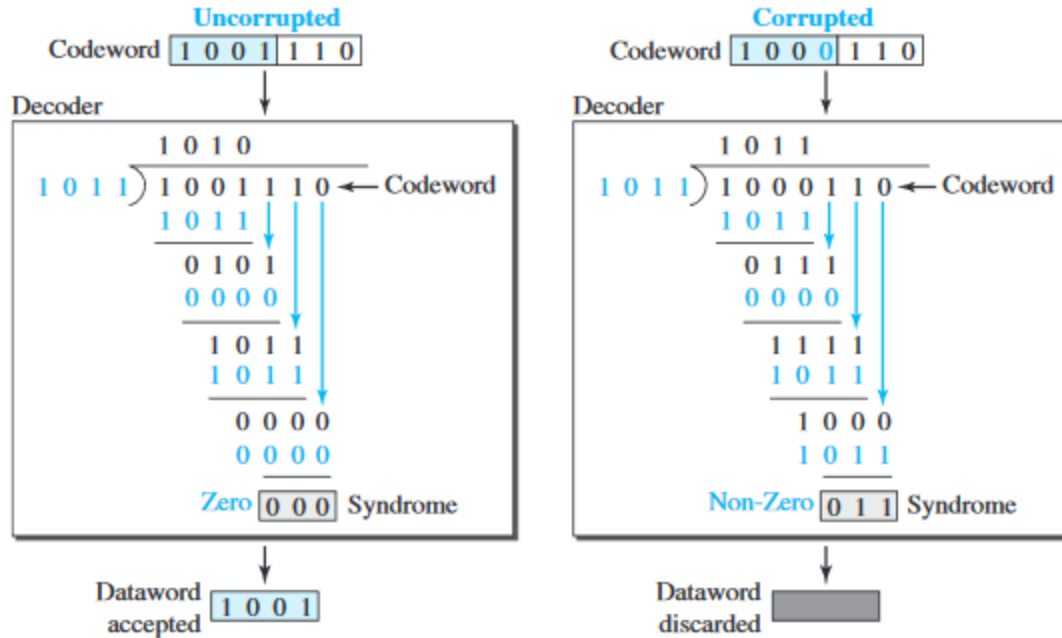 Uncorrupted
Codeword 1 0 0 1 1 1 0
Decoder
1 0 1 0
1 0 1 1 ) 1 0 0 1 1 1 0 Codeword
1 0 1 1
0 1 0 1
0 0 0 0
1 0 1 1
1 0 1 1
0 0 0 0
0 0 0 0
Zero 0 0 0 Syndrome
Dataword
accepted 1 0 0 1
Corrupted
Codeword 1 0 0 0 1 1 0
Decoder
1 0 1 1
1 0 1 1 ) 1 0 0 0 1 1 0 Codeword
1 0 1 1
0 1 1 1
0 0 0 0
1 1 1 1
1 0 1 1
1 0 0 0
1 0 1 1
Non-Zero 0 1 1 Syndrome
Dataword
discarded